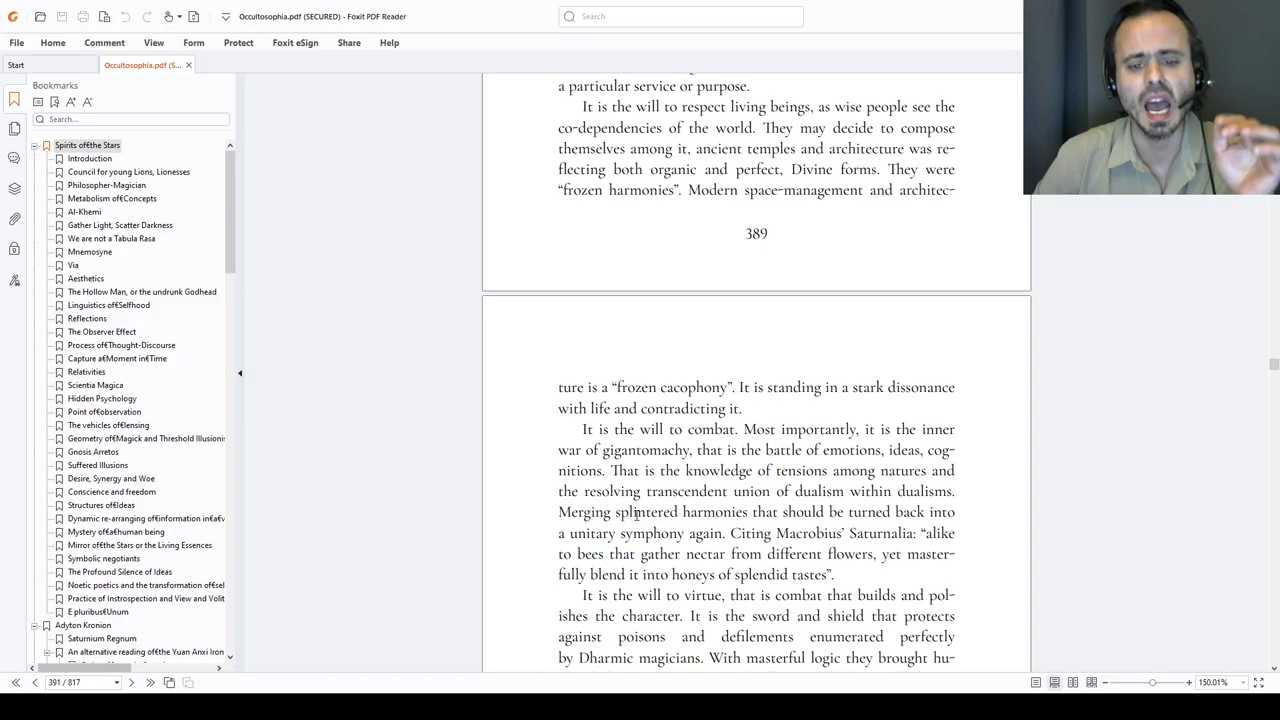 Occultosophia.pdf (SECURED) - Foxit PDF Reader
Search
File Home Comment View Form Protect Foxit eSign Share Help
Start
Occultosophia.pdf (S...
Bookmarks
Search...
Spirits of€the Stars
Introduction
Council for young Lions, Lionesses
Philosopher-Magician
Metabolism of€Concepts
Al-Khemi
Gather Light, Scatter Darkness
We are not a Tabula Rasa
Mnemosyne
Via
Aesthetics
The Hollow Man, or the undrunk Godhead
Linguistics of€Selfhood
Reflections
The Observer Effect
Process of€Thought-Discourse
Capture a€Moment in€Time
Relativities
Scientia Magica
Hidden Psychology
Point of€observation
The vehicles of€lensing
Geometry of€Magick and Threshold Illusionis
Gnosis Arretos
Suffered Illusions
Desire, Synergy and Woe
Conscience and freedom
Structures of€Ideas
Dynamic re-arranging of€information in€a€v
Mystery of€a€human being
Mirror of€the Stars or the Living Essences
Symbolic negotiants
The Profound Silence of Ideas
Noetic poetics and the transformation of€sel
Practice of Instrospection and View and Volit
E pluribus€Unum
Adyton Kronion
Saturnium Regnum
An alternative reading of€the Yuan Anxi Iron
a particular service or purpose.
It is the will to respect living beings, as wise people see the
co-dependencies of the world. They may decide to compose
themselves among it, ancient temples and architecture was re-
flecting both organic and perfect, Divine forms. They were
“frozen harmonies”. Modern space-management and architec-
389
ture is a “frozen cacophony”. It is standing in a stark dissonance
with life and contradicting it.
It is the will to combat. Most importantly, it is the inner
war of gigantomachy, that is the battle of emotions, ideas, cog-
nitions. That is the knowledge of tensions among natures and
the resolving transcendent union of dualism within dualisms.
Merging splintered harmonies that should be turned back into
a unitary symphony again. Citing Macrobius’ Saturnalia: “alike
to bees that gather nectar from different flowers, yet master-
fully blend it into honeys of splendid tastes”.
It is the will to virtue, that is combat that builds and pol-
ishes the character. It is the sword and shield that protects
against poisons and defilements enumerated perfectly
by Dharmic magicians. With masterful logic they brought hu-
391 / 817
150.01%